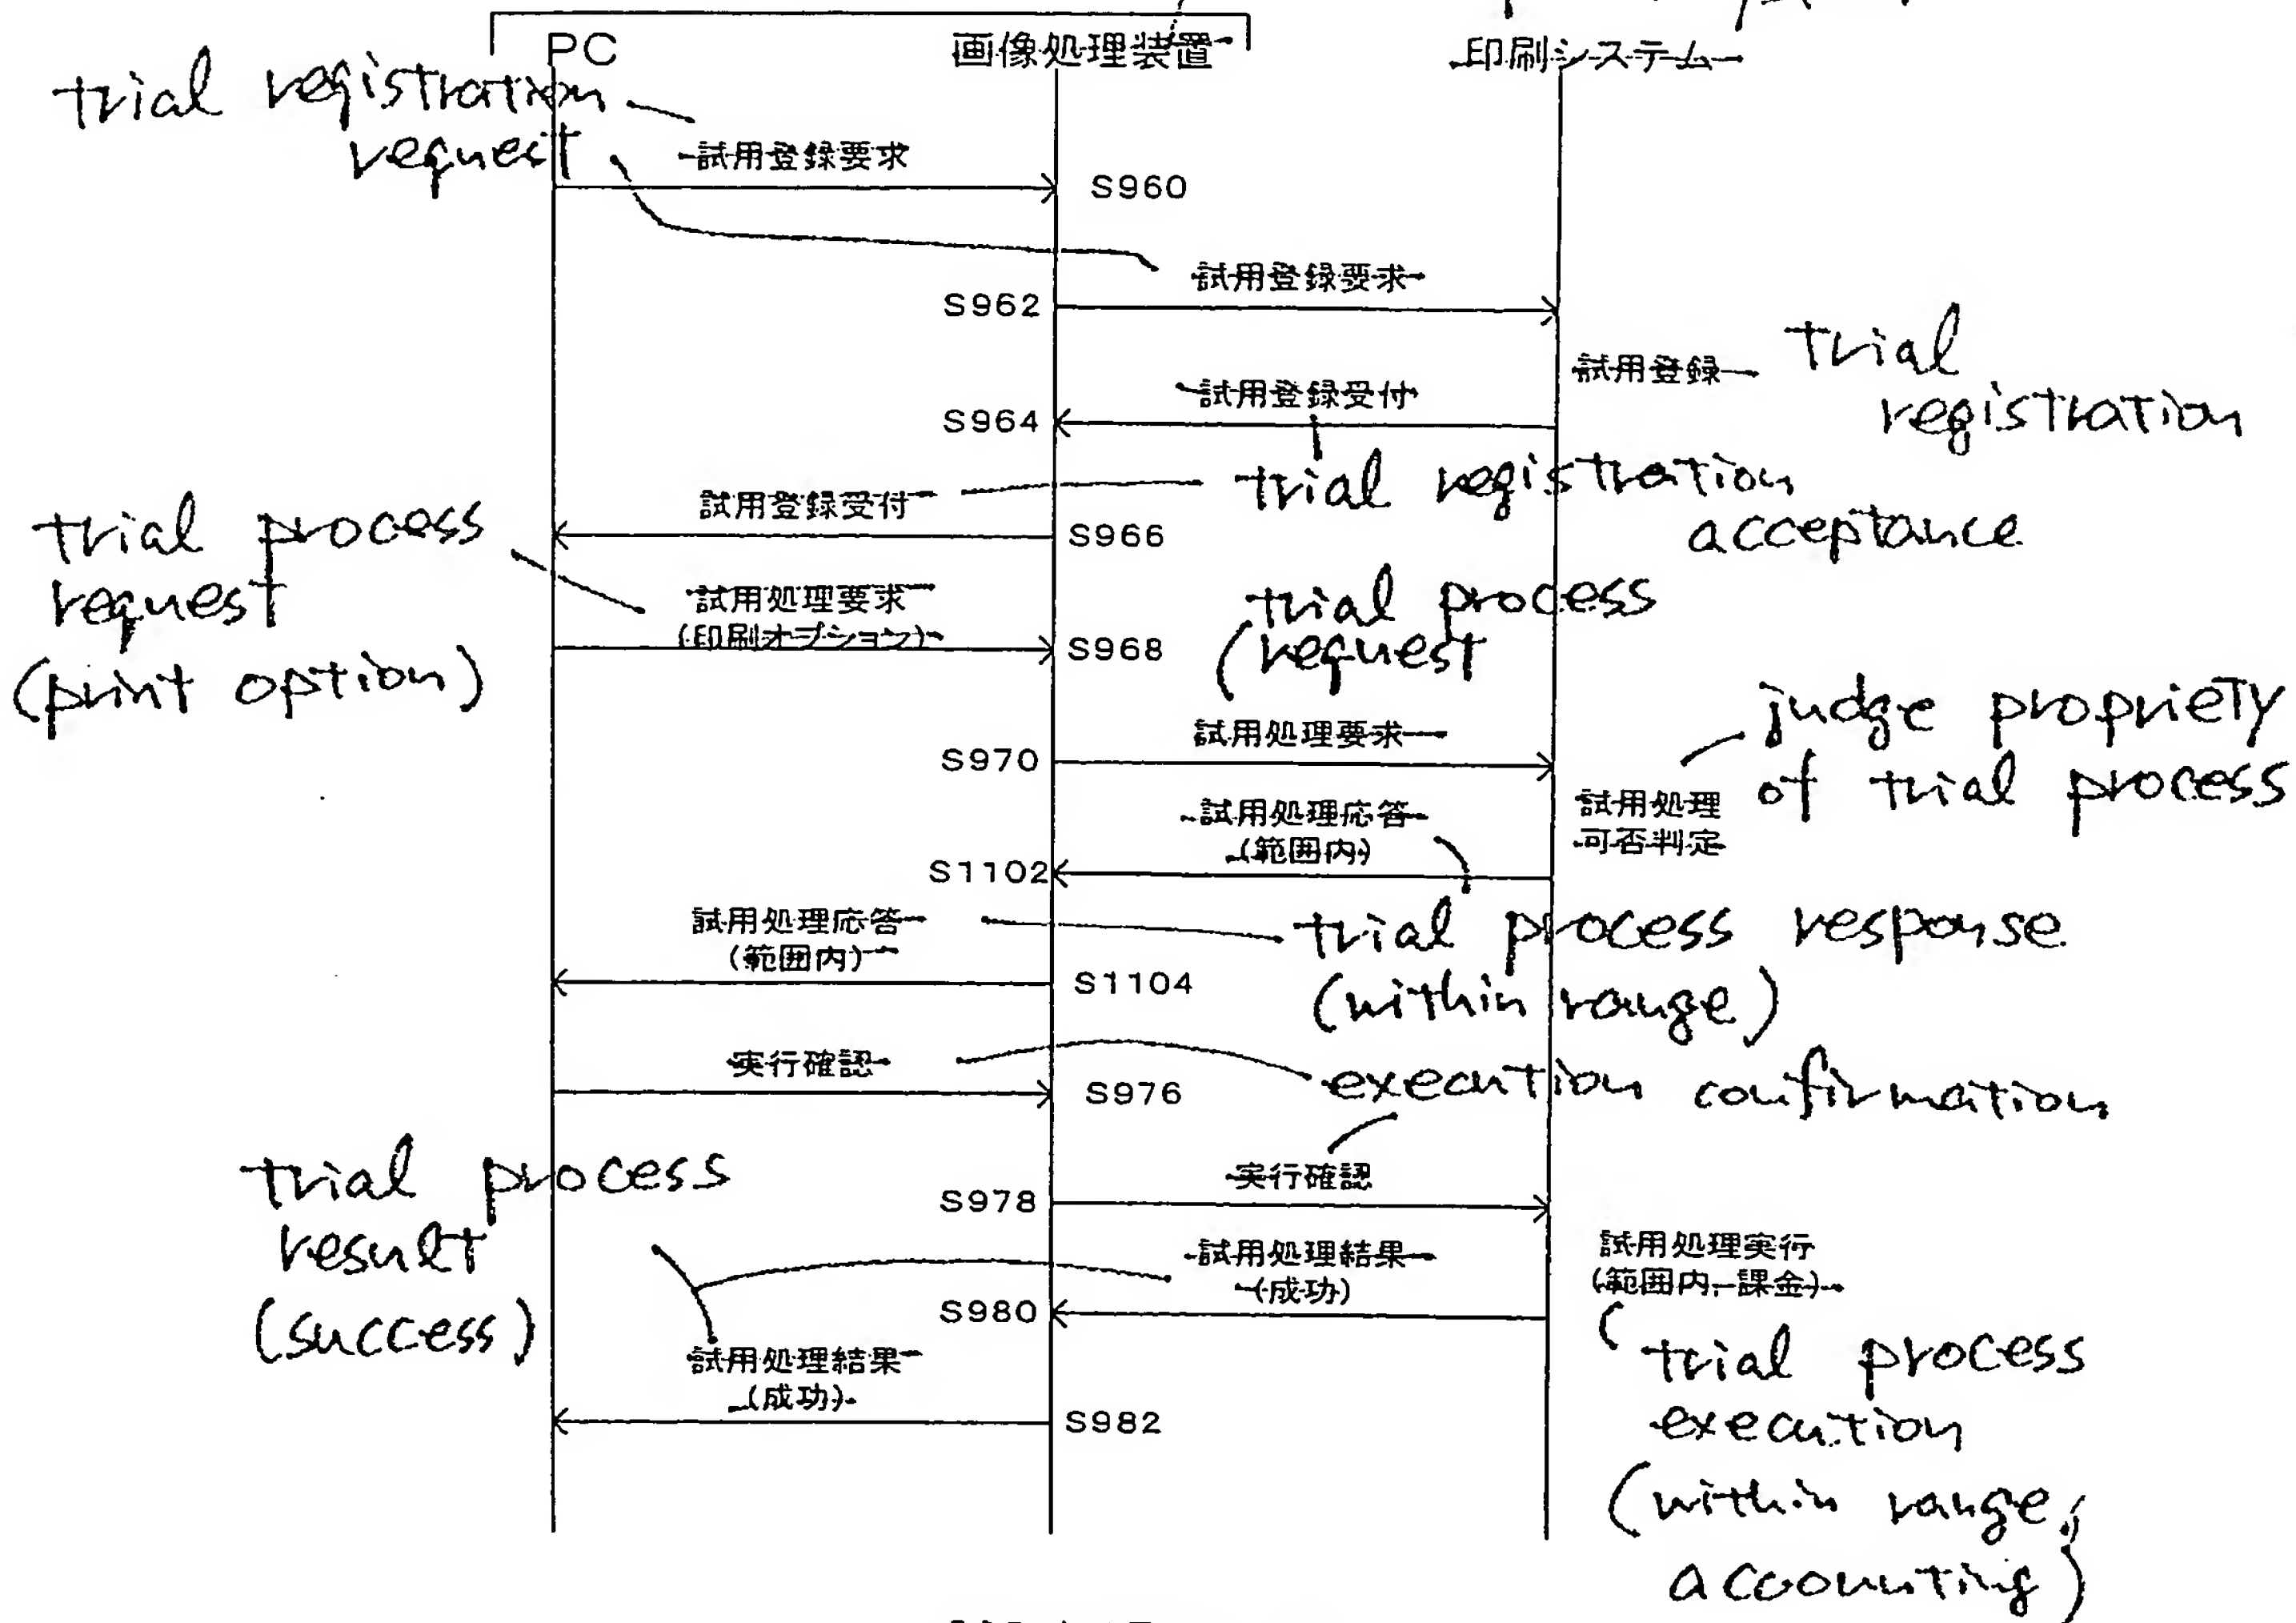 PC
画像処理装置
印刷システム
trial registration
request
試用登録要求
S960
試用登録要求
S962
試用登録
trial
registration
試用登録受付
S964
trial registration
acceptance
試用登録受付
S966
trial process
request
(print option)
試用処理要求
(印刷オプション)
S968
trial process
request
試用処理要求
S970
judge propriety
of trial process
試用処理
可否判定
試用処理応答
(範囲内)
S1102
試用処理応答
(範囲内)
S1104
trial process response
(within range)
実行確認
S976
execution confirmation
実行確認
S978
trial process
result
(success)
試用処理結果
(成功)
S980
試用処理実行
(範囲内, 課金)
試用処理結果
(成功)
S982
trial process
execution
(within range,
accounting)